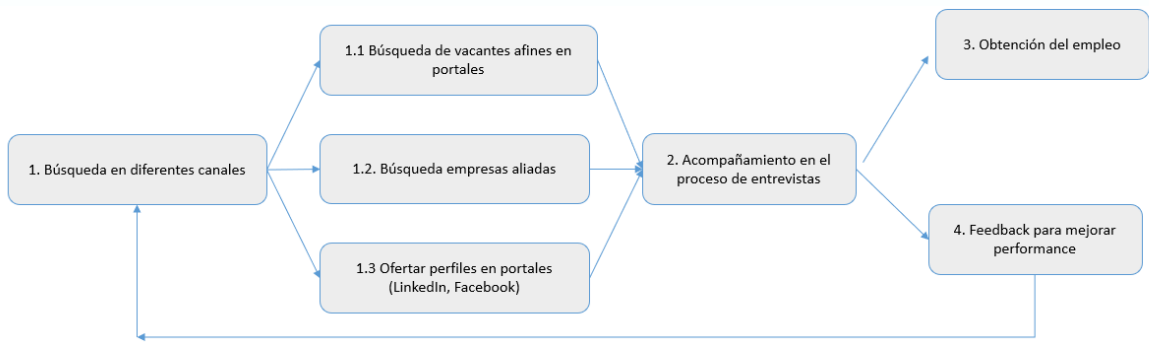 1. Búsqueda en diferentes canales
1.1 Búsqueda de vacantes afines en
portales
1.2. Búsqueda empresas aliadas
1.3 Ofertar perfiles en portales
(LinkedIn, Facebook)
2. Acompañamiento en el
proceso de entrevistas
3. Obtención del empleo
4. Feedback para mejorar
performance